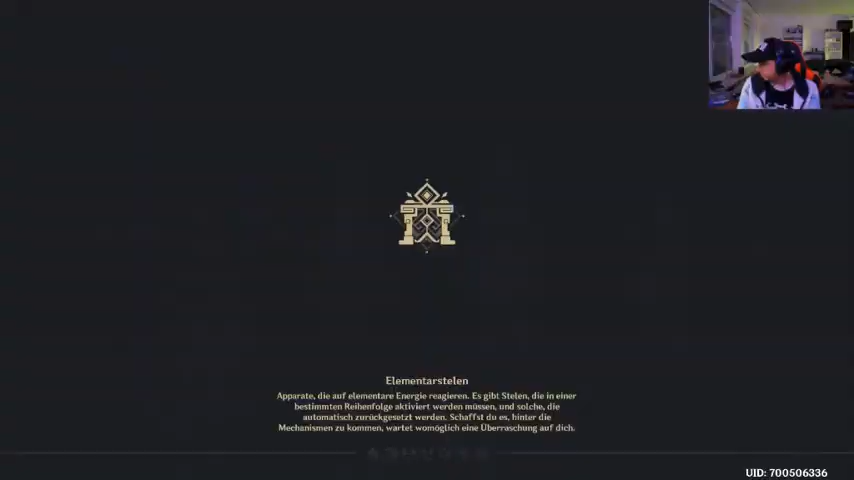 Elementarstelen
Apparate, die auf elementare Energie reagieren. Es gibt Stelen, die in einer
bestimmten Reihenfolge aktiviert werden müssen, und solche, die
automatisch zurückgesetzt werden. Schaffst du es, hinter die
Mechanismen zu kommen, wartet womöglich eine Überraschung auf dich.
UID: 700506336